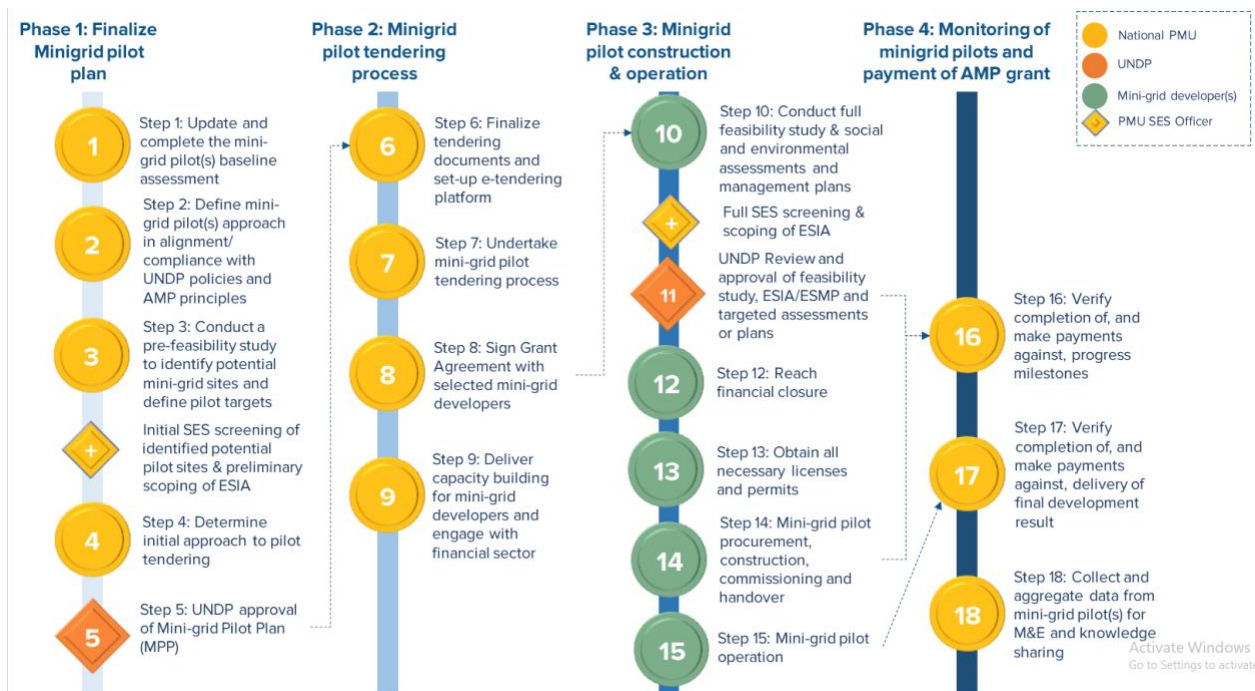 Phase 1: Finalize
Minigrid pilot
plan
1
Step 1: Update and
complete the mini-
grid pilot(s) baseline
assessment
2
Step 2: Define mini-
grid pilot(s) approach
in alignment/
compliance with
UNDP policies and
AMP principles
3
Step 3: Conduct a
pre-feasibility study
to identify potential
mini-grid sites and
define pilot targets
+
Initial SES screening of
identified potential
pilot sites & preliminary
scoping of ESIA
4
Step 4: Determine
initial approach to pilot
tendering
5
Step 5: UNDP approval
of Mini-grid Pilot Plan
(MPP)
Phase 2: Minigrid
pilot tendering
process
6
Step 6: Finalize
tendering
documents and
set-up e-tendering
platform
7
Step 7: Undertake
mini-grid pilot
tendering process
8
Step 8: Sign Grant
Agreement with
selected mini-grid
developers
9
Step 9: Deliver
capacity building
for mini-grid
developers and
engage with
financial sector
Phase 3: Minigrid
pilot construction
& operation
10
Step 10: Conduct full
feasibility study & social
and environmental
assessments and
management plans
+
Full SES screening &
scoping of ESIA
11
UNDP Review and
approval of feasibility
study, ESIA/ESMP and
targeted assessments
or plans
12
Step 12: Reach
financial closure
13
Step 13: Obtain all
necessary licenses
and permits
14
Step 14: Mini-grid pilot
procurement,
construction,
commissioning and
handover
15
Step 15: Mini-grid pilot
operation
Phase 4: Monitoring of
minigrid pilots and
payment of AMP grant
16
Step 16: Verify
completion of, and
make payments
against, progress
milestones
17
Step 17: Verify
completion of, and
make payments
against, delivery of
final development
result
18
Step 18: Collect and
aggregate data from
mini-grid pilot(s) for
M&E and knowledge
sharing
National PMU
UNDP
Mini-grid developer(s)
PMU SES Officer
Activate Windows
Go to Settings to activate